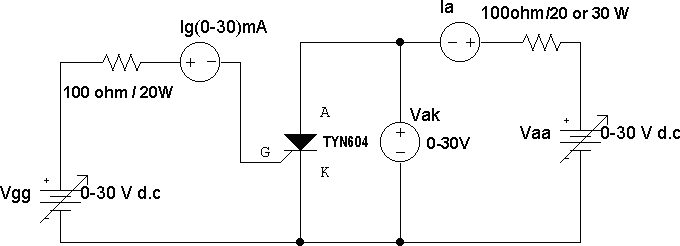 Ia
100ohm/20 or 30 W
Ig(0-30)mA
+ -
- +
100 ohm / 20W
A
Vak
TYN604
+
-
0-30V
G
K
Vaa
+
-
0-30 V d.c
Vgg
+
-
0-30 V d.c